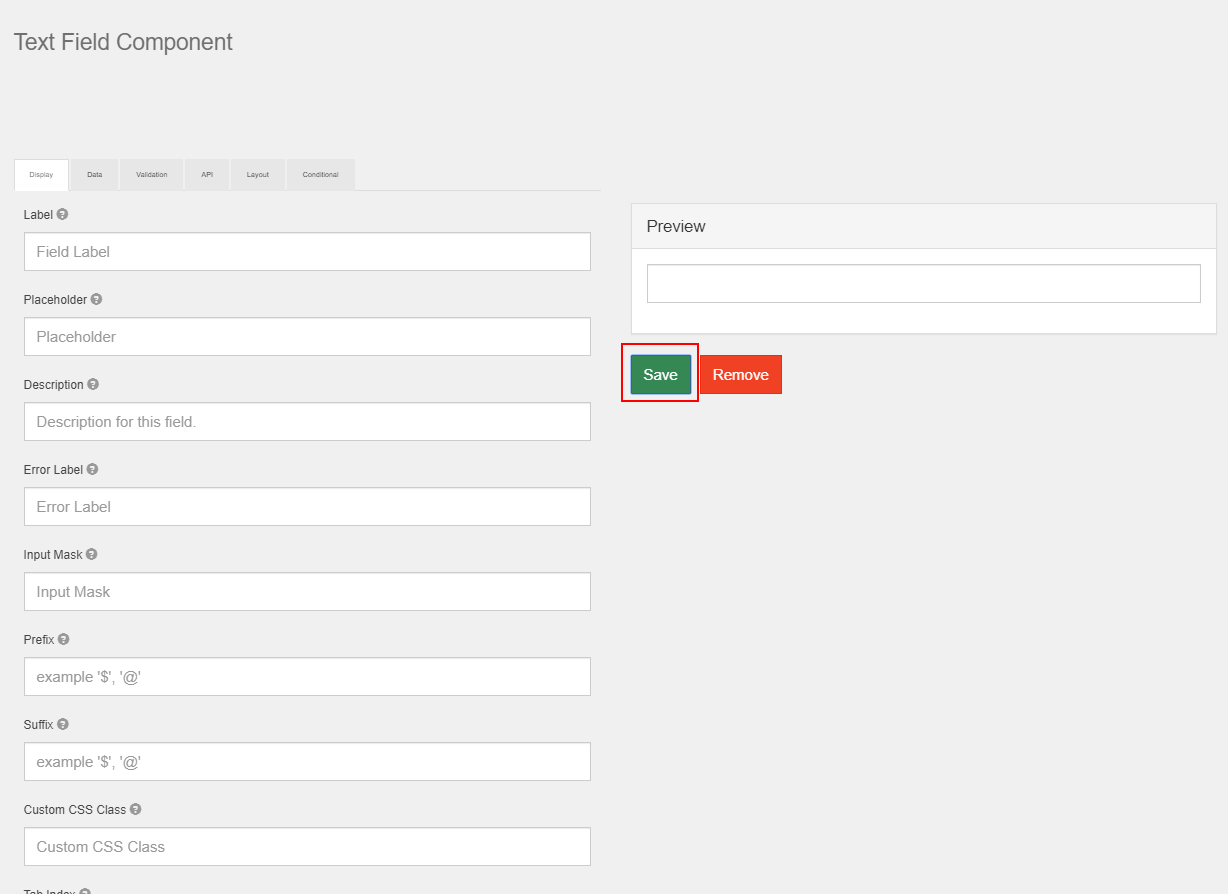 Text Field Component
Display Data Validation API Layout Conditional
Label
Field Label
Placeholder
Placeholder
Description
Description for this field.
Error Label
Error Label
Input Mask
Input Mask
Prefix
example '$', '@'
Suffix
example '$', '@'
Custom CSS Class
Custom CSS Class
Tab Index
Preview
Save Remove